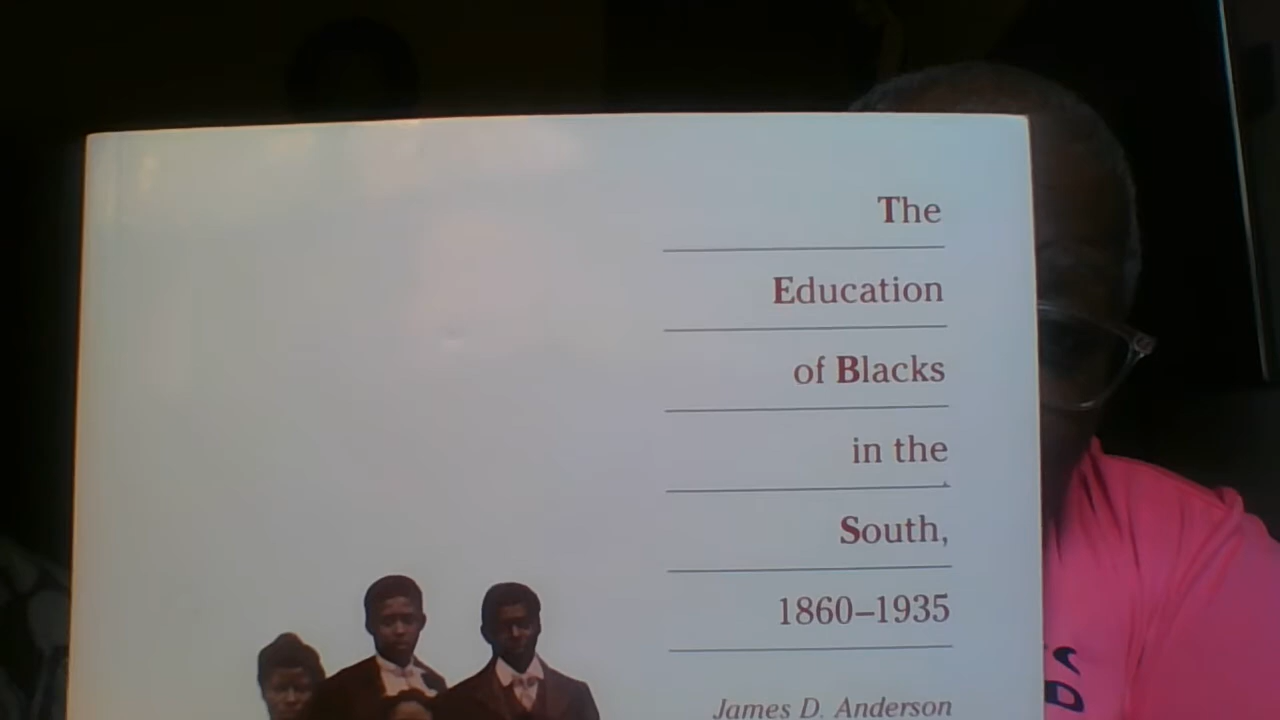 The
Education
of Blacks
in the
South,
1860–1935
James D. Anderson